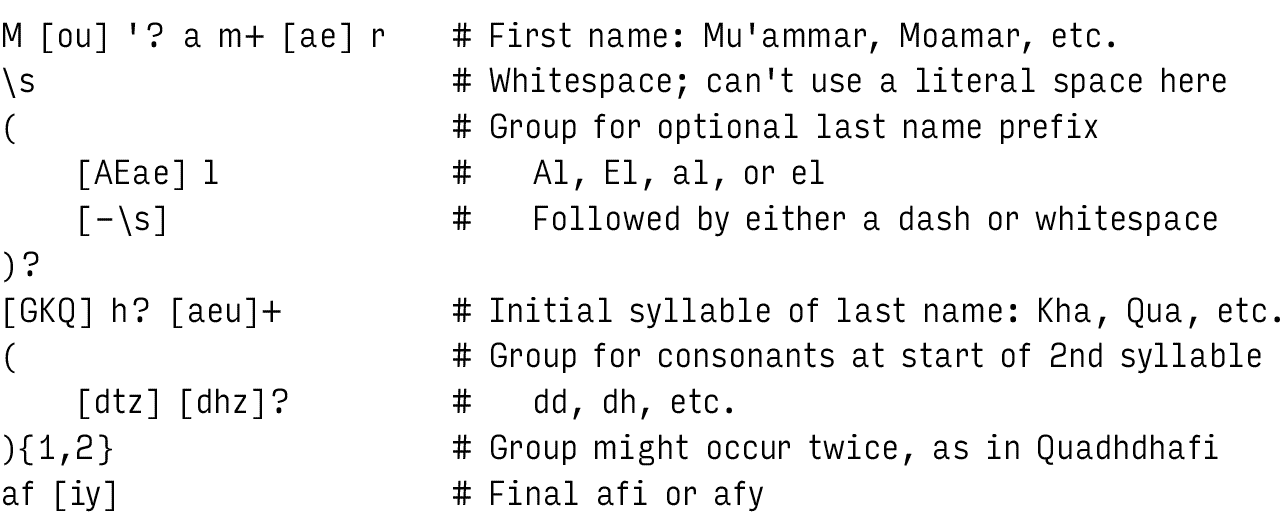 M [ou] '? a m+ [ae] r    # First name: Mu'ammar, Moamar, etc.
\s                       # Whitespace; can't use a literal space here
(                        # Group for optional last name prefix
    [AEae] l             #   Al, El, al, or el
    [-\s]                #   Followed by either a dash or whitespace
)?
[GKQ] h? [aeu]+          # Initial syllable of last name: Kha, Qua, etc.
(                        # Group for consonants at start of 2nd syllable
    [dtz] [dhz]?         #   dd, dh, etc.
){1,2}                   # Group might occur twice, as in Quadhdhafi
af [iy]                  # Final afi or afy